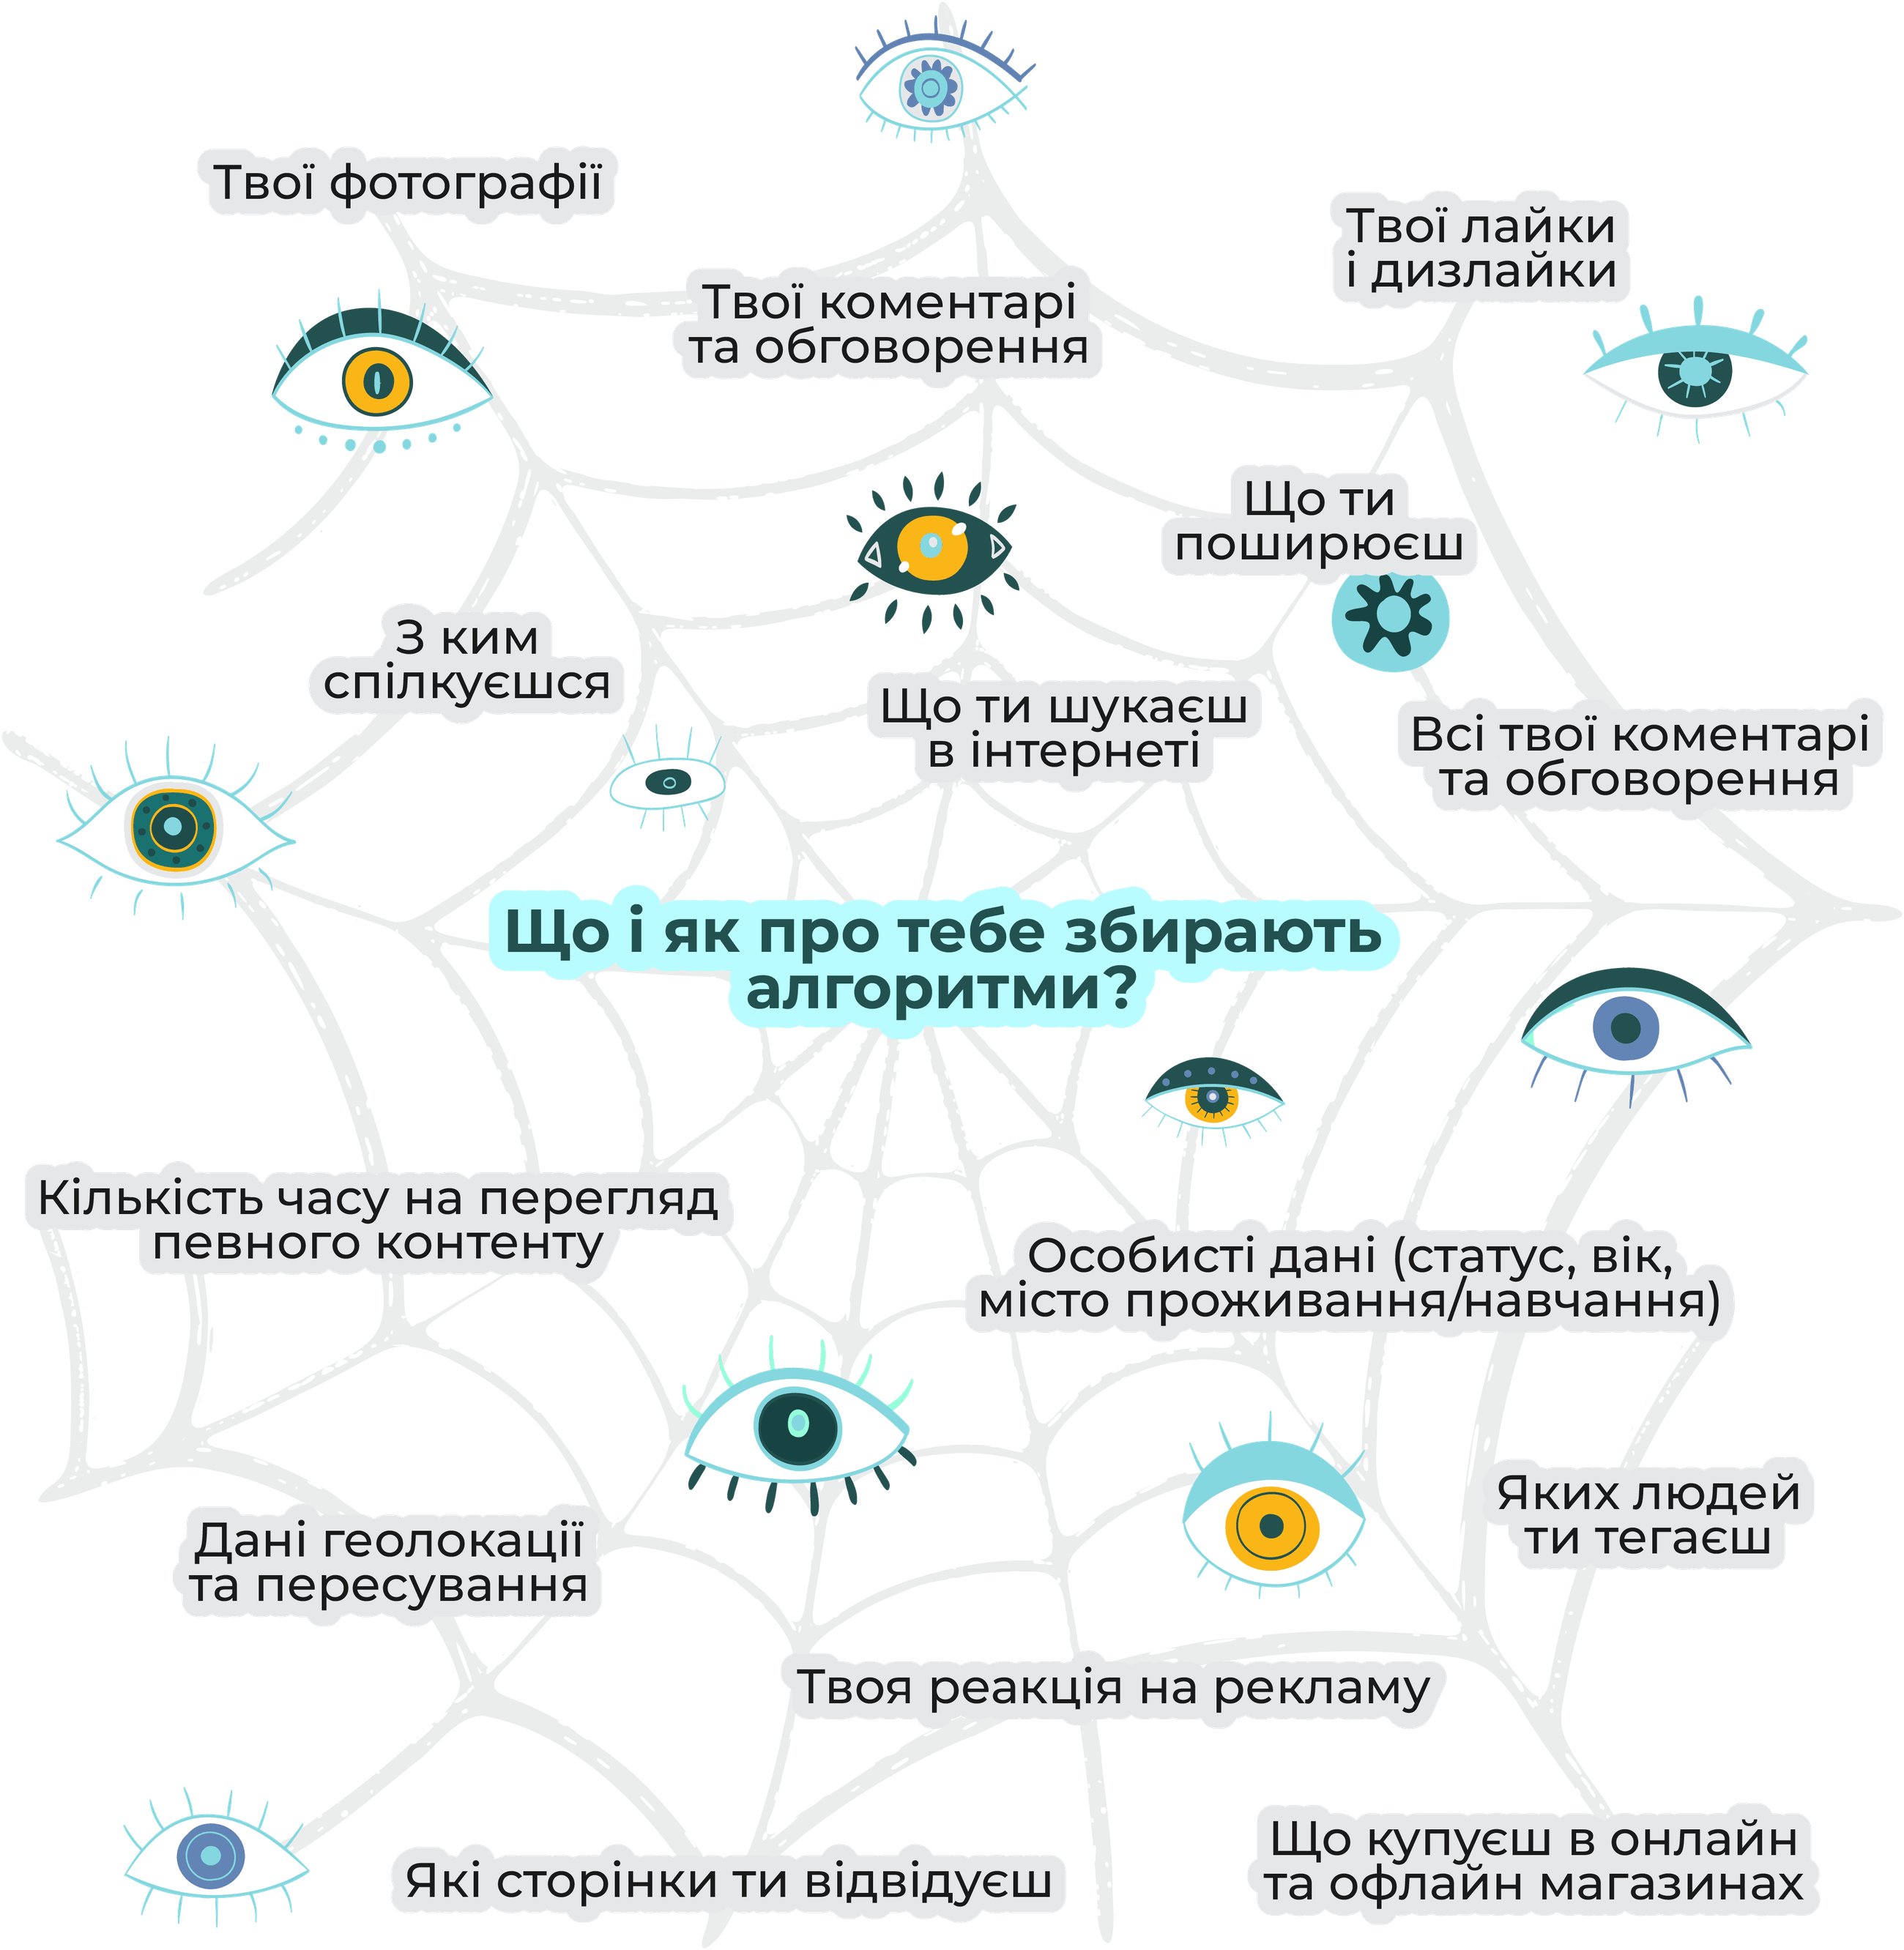 Твої фотографії
Твої лайки
і дизлайки
Твої коментарі
та обговорення
Що ти
поширюєш
З ким
спілкуєшся
Що ти шукаєш
в інтернеті
Всі твої коментарі
та обговорення
Що і як про тебе збирають
алгоритми?
Кількість часу на перегляд
певного контенту
Особисті дані (статус, вік,
місто проживання/навчання)
Яких людей
ти тегаєш
Дані геолокації
та пересування
Твоя реакція на рекламу
Що купуєш в онлайн
та офлайн магазинах
Які сторінки ти відвідуєш